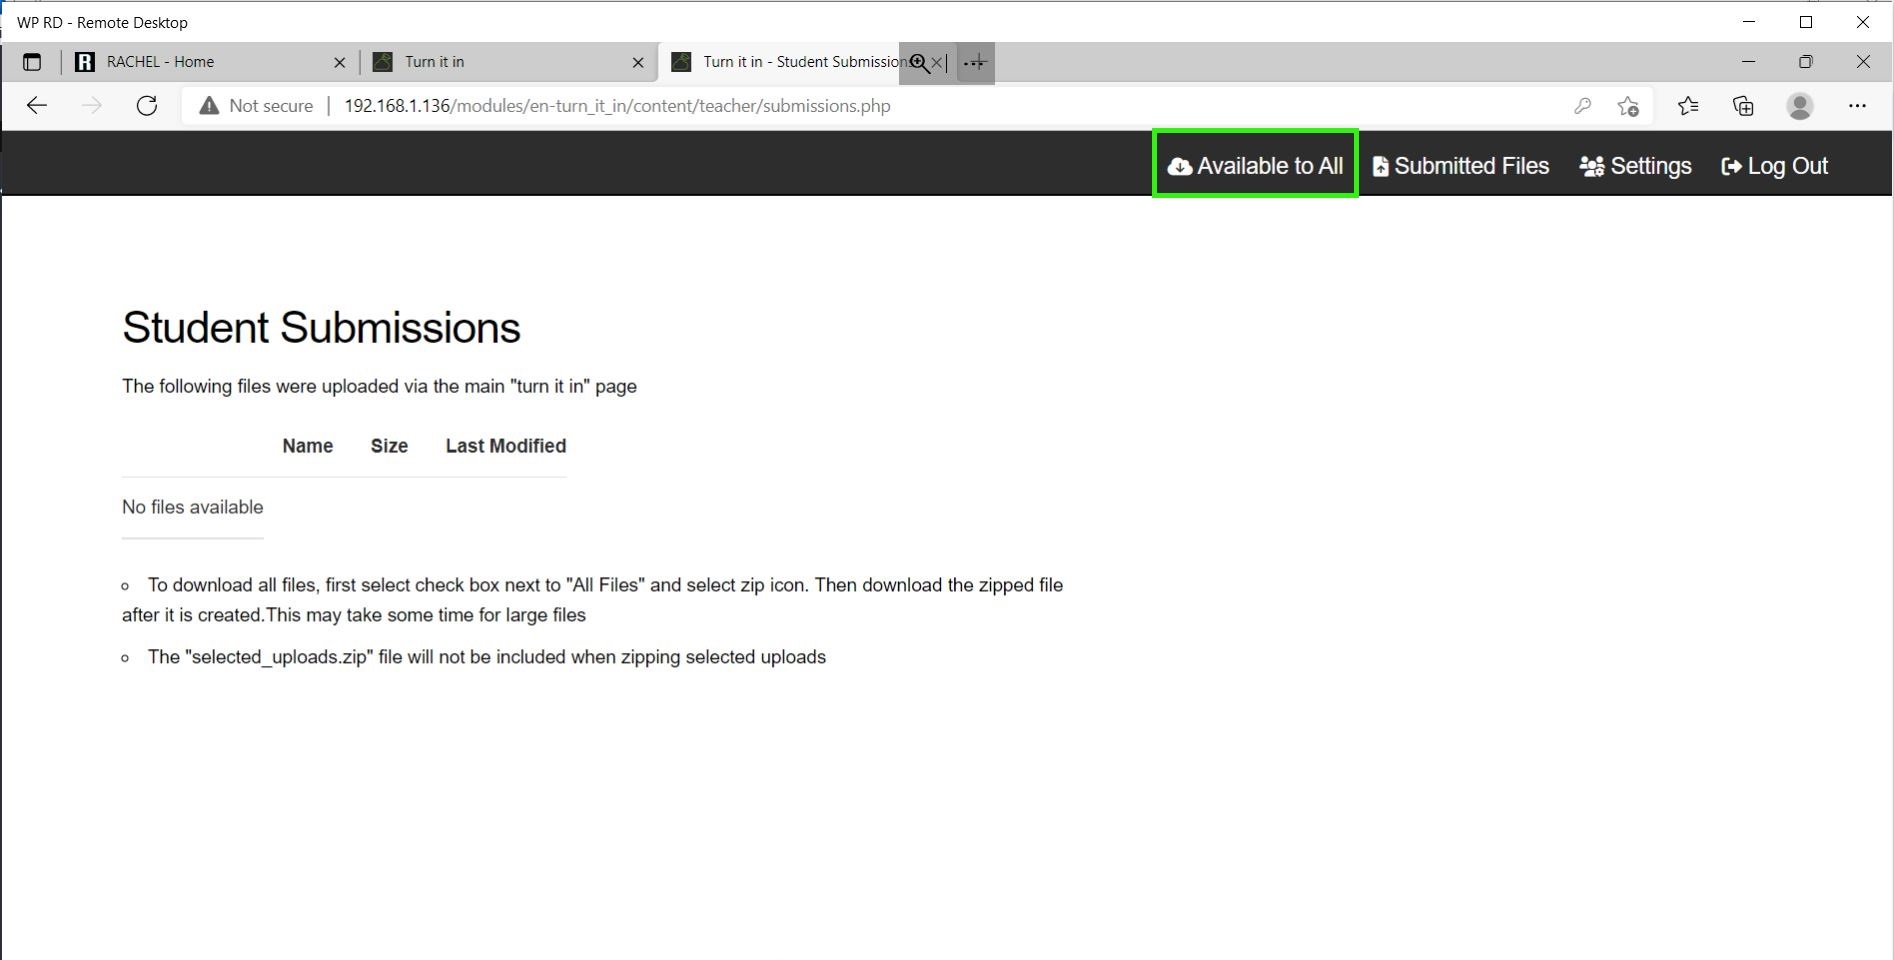 WP RD - Remote Desktop
RACHEL - Home
Turn it in
Turn it in - Student Submissions
Not secure | 192.168.1.136/modules/en-turn_it_in/content/teacher/submissions.php
Available to All Submitted Files Settings Log Out
Student Submissions
The following files were uploaded via the main "turn it in" page
Name Size Last Modified
No files available
To download all files, first select check box next to "All Files" and select zip icon. Then download the zipped file
after it is created.This may take some time for large files
The "selected_uploads.zip" file will not be included when zipping selected uploads